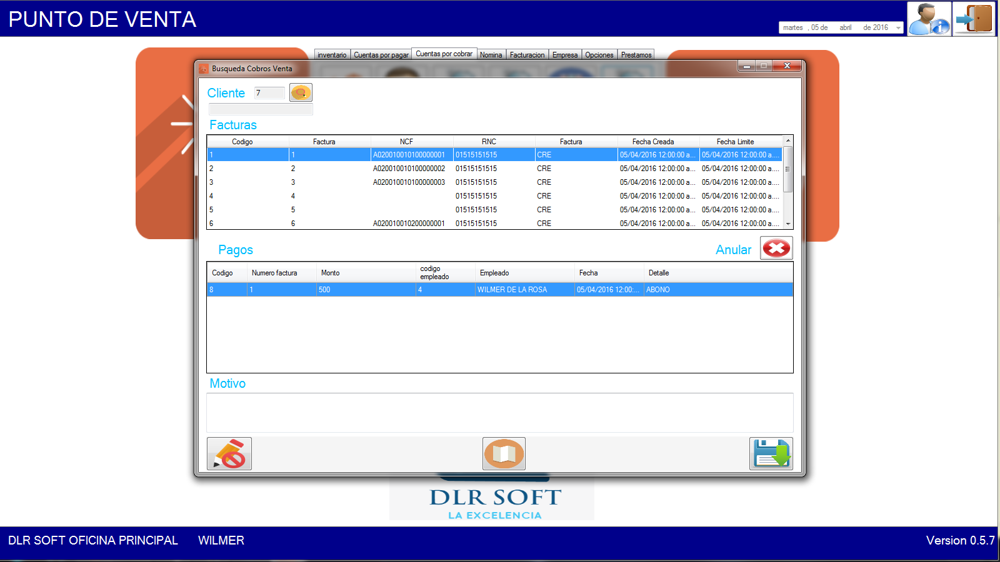 PUNTO DE VENTA
martes , 05 de abril de 2016
inventario Cuentas por pagar Cuentas por cobrar Nomina Facturacion Empresa Opciones Prestamos
Busqueda Cobros Venta
Cliente 7
Facturas
Codigo Factura NCF RNC Factura Fecha Creada Fecha Limite
1 1 A020010010100000001 01515151515 CRE 05/04/2016 12:00:00 a... 05/04/2016 12:00:00 a....
2 2 A020010010100000002 01515151515 CRE 05/04/2016 12:00:00 a... 05/04/2016 12:00:00 a....
3 3 A020010010100000003 01515151515 CRE 05/04/2016 12:00:00 a... 05/04/2016 12:00:00 a....
4 4 01515151515 CRE 05/04/2016 12:00:00 a... 05/04/2016 12:00:00 a....
5 5 01515151515 CRE 05/04/2016 12:00:00 a... 05/04/2016 12:00:00 a....
6 6 A020010010200000001 01515151515 CRE 05/04/2016 12:00:00 a... 05/04/2016 12:00:00 a....
Pagos Anular
Codigo Numero factura Monto codigo empleado Empleado Fecha Detalle
8 1 500 4 WILMER DE LA ROSA 05/04/2016 12:00:... ABONO
Motivo
DLR SOFT
LA EXCELENCIA
DLR SOFT OFICINA PRINCIPAL WILMER Version 0.5.7